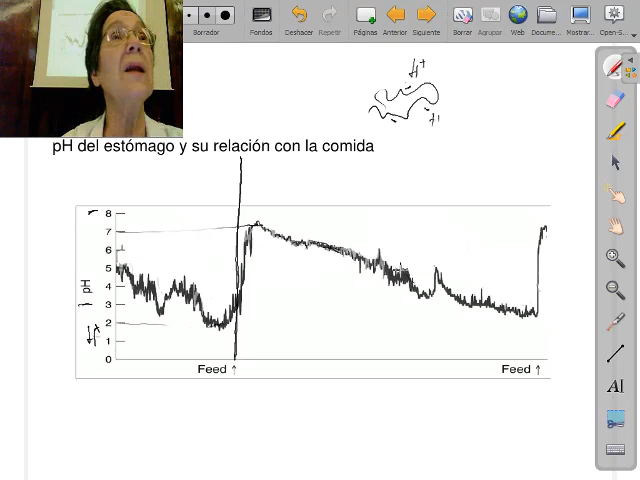 Borrador
Fondos
Deshacer
Repetir
Páginas
Anterior
Siguiente
Borrar
Agrupar
Web
Docume...
Mostrar...
Open-S...
H+
H
pH del estómago y su relación con la comida
8
7
6
5
4
3
2
1
0
pH
H+
Feed ↑
Feed ↑
A